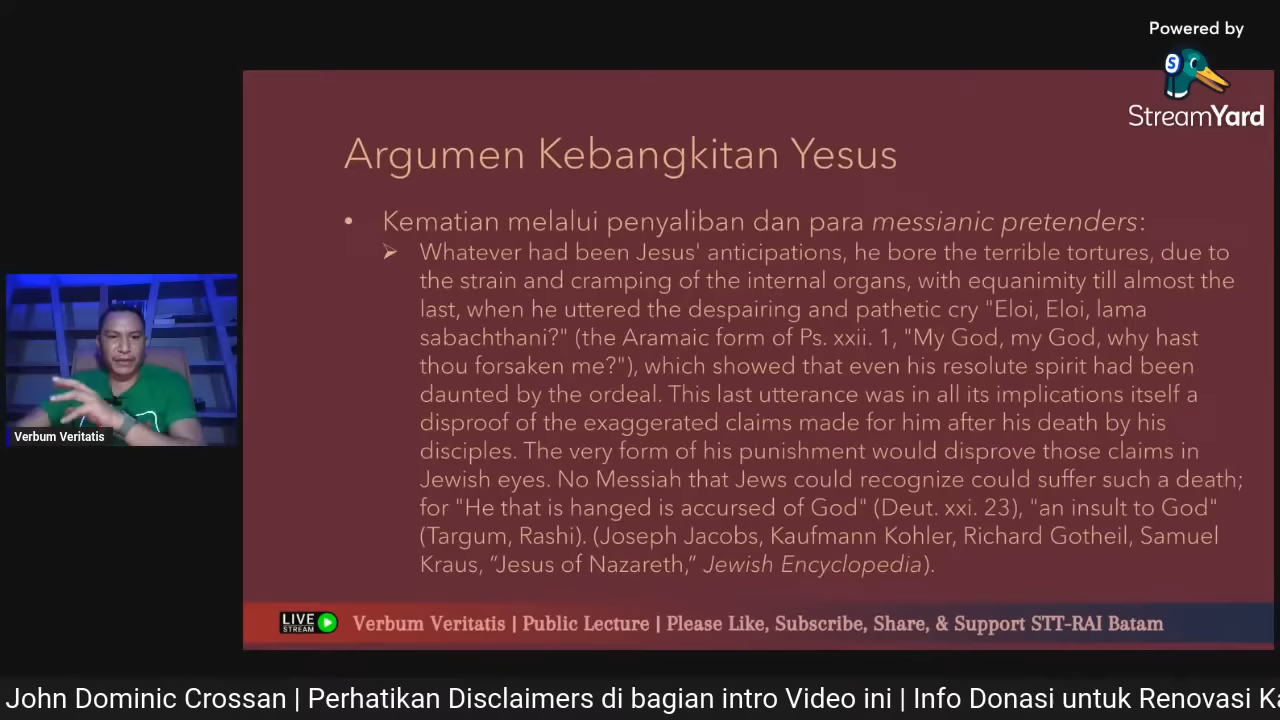 Powered by
StreamYard
Argumen Kebangkitan Yesus
• Kematian melalui penyaliban dan para messianic pretenders:
➢ Whatever had been Jesus' anticipations, he bore the terrible tortures, due to
the strain and cramping of the internal organs, with equanimity till almost the
last, when he uttered the despairing and pathetic cry "Eloi, Eloi, lama
sabachthani?" (the Aramaic form of Ps. xxii. 1, "My God, my God, why hast
thou forsaken me?"), which showed that even his resolute spirit had been
daunted by the ordeal. This last utterance was in all its implications itself a
disproof of the exaggerated claims made for him after his death by his
disciples. The very form of his punishment would disprove those claims in
Jewish eyes. No Messiah that Jews could recognize could suffer such a death;
for "He that is hanged is accursed of God" (Deut. xxi. 23), "an insult to God"
(Targum, Rashi). (Joseph Jacobs, Kaufmann Kohler, Richard Gotheil, Samuel
Kraus, “Jesus of Nazareth,” Jewish Encyclopedia).
Verbum Veritatis
LIVE
STREAM
Verbum Veritatis | Public Lecture | Please Like, Subscribe, Share, & Support STT-RAI Batam
John Dominic Crossan | Perhatikan Disclaimers di bagian intro Video ini | Info Donasi untuk Renovasi